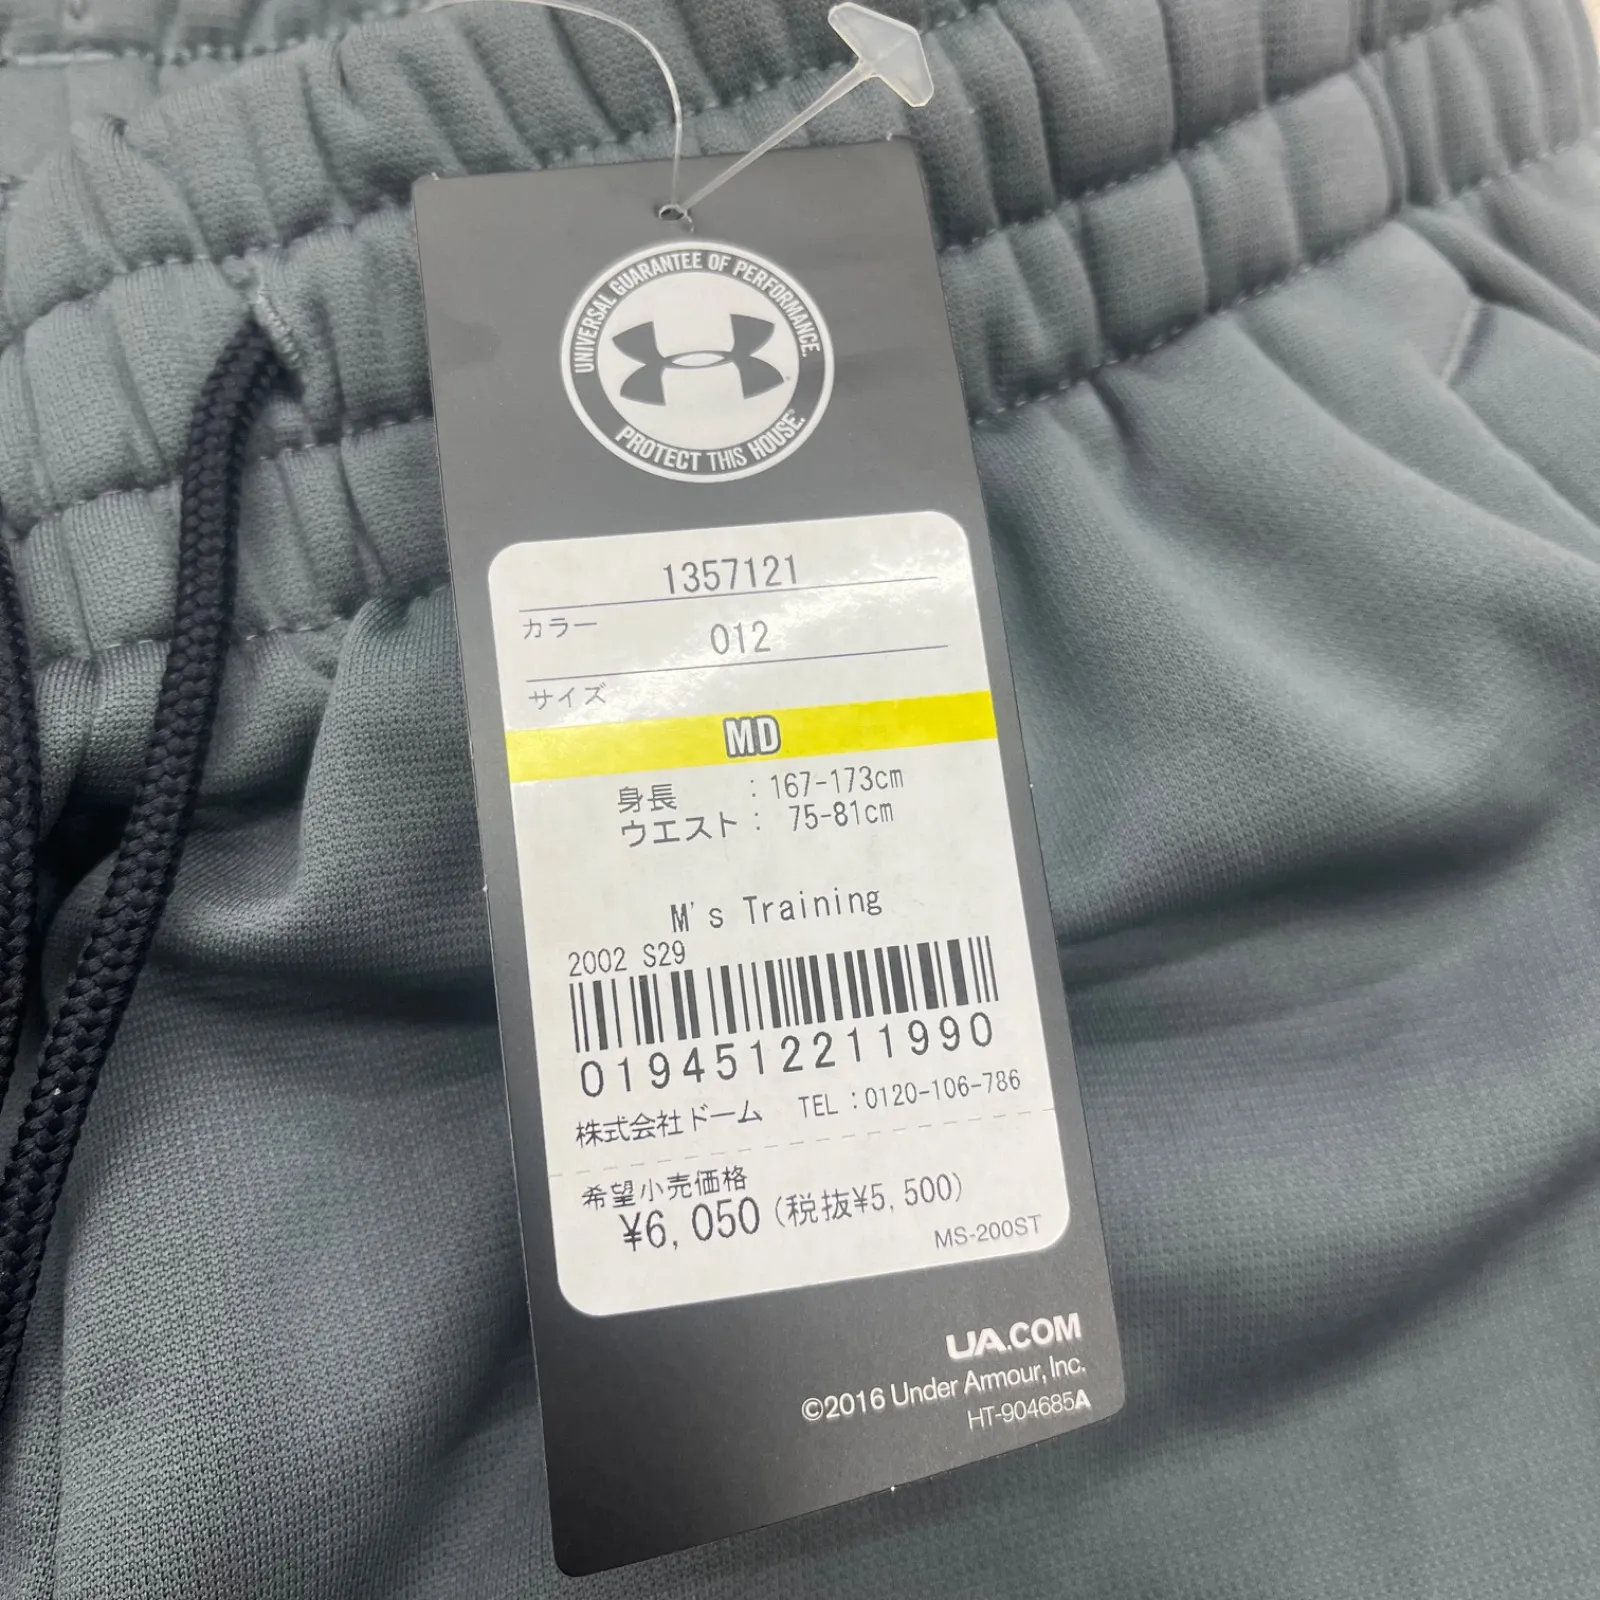 UNIVERSAL GUARANTEE OF PERFORMANCE.
PROTECT THIS HOUSE.®
1357121
カラー 012
サイズ
MD
身長 : 167-173cm
ウエスト : 75-81cm
M's Training
2002 S29
0194512211990
株式会社ドーム TEL:0120-106-786
希望小売価格
¥6,050(税抜¥5,500)
MS-200ST
UA.COM
©2016 Under Armour, Inc.
HT-904685A